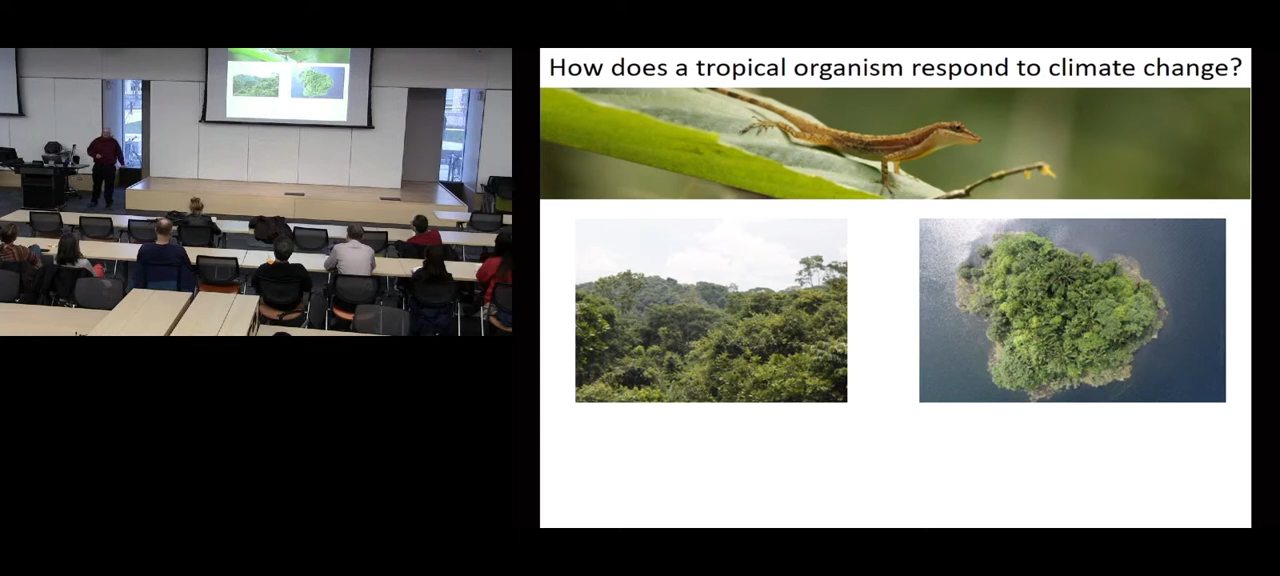 How does a tropical organism respond to climate change?